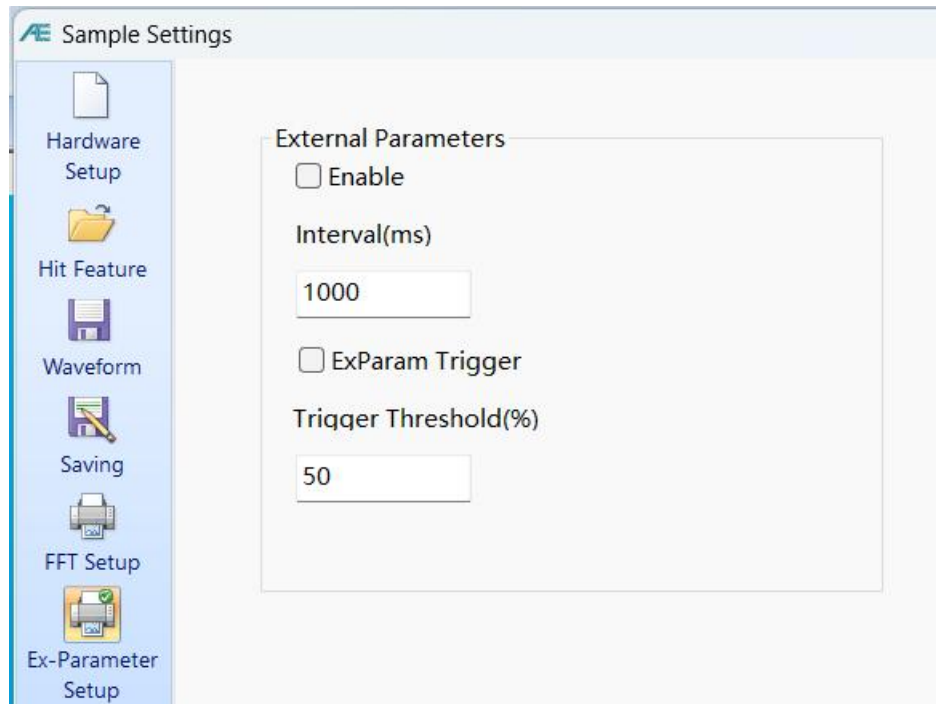 Æ Sample Settings
Hardware
Setup
Hit Feature
Waveform
Saving
FFT Setup
Ex-Parameter
Setup
External Parameters
Enable
Interval(ms)
1000
ExParam Trigger
Trigger Threshold(%)
50